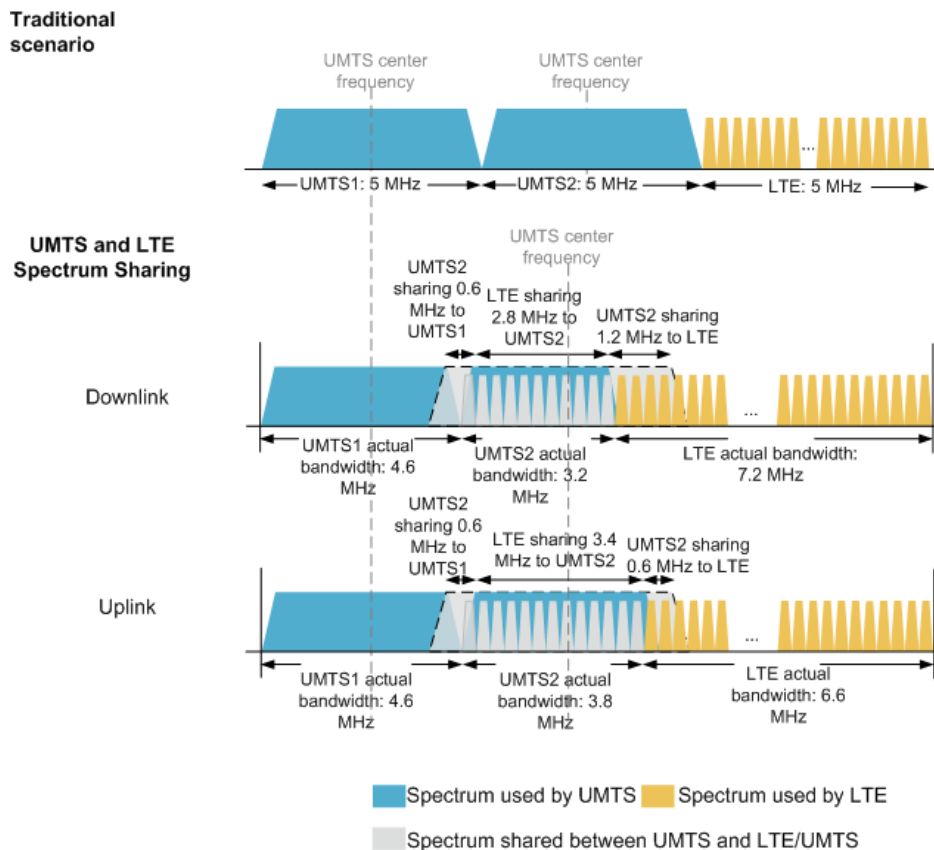 Traditional
scenario
UMTS center
frequency
UMTS center
frequency
...
UMTS1: 5 MHz
UMTS2: 5 MHz
LTE: 5 MHz
UMTS and LTE
Spectrum Sharing
UMTS center
frequency
UMTS2
sharing 0.6
MHz to
UMTS1
LTE sharing
2.8 MHz to
UMTS2
UMTS2 sharing
1.2 MHz to LTE
Downlink
...
UMTS1 actual
bandwidth: 4.6
MHz
UMTS2 actual
bandwidth: 3.2
MHz
LTE actual bandwidth:
7.2 MHz
UMTS2
sharing 0.6
MHz to
UMTS1
LTE sharing 3.4
MHz to UMTS2
UMTS2 sharing
0.6 MHz to LTE
Uplink
...
UMTS1 actual
bandwidth: 4.6
MHz
UMTS2 actual
bandwidth: 3.8
MHz
LTE actual
bandwidth: 6.6
MHz
Spectrum used by UMTS
Spectrum used by LTE
Spectrum shared between UMTS and LTE/UMTS